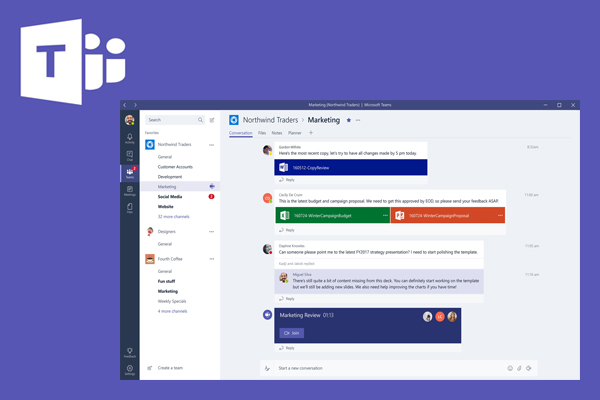 T
Marketing (Northwind Traders) | Microsoft Teams
Search
Activity
Chat
Teams
2
Meetings
Files
Feedback
Settings
Favorites
Northwind Traders
General
Customer Accounts
Development
Marketing
Social Media
2
Website
32 more channels
Designers
General
Fourth Coffee
General
Fun stuff
Marketing
Weekly Specials
4 more channels
Create a team
Northwind Traders > Marketing
Conversation Files Notes Planner +
Here's the most recent copy, let's try to have all changes made by 5 pm today.
160512-CopyReview
Reply
This is the latest budget and campaign proposal. We need to get this approved by EOD so please send your feedback ASAP.
160724-WinterCampaignBudget
160724-WinterCampaignProposal
Reply
Daphne
Can someone please point me to the latest FY2017 strategy presentation? I need to start polishing the template.
Miguel Silva
There's still quite a lot of content missing from this deck. You can definitely start working on the template
but we'll still be adding new slides. We also need help improving the charts if you have time!
Reply
Marketing Review 01:13
Join
Reply
Start a new conversation